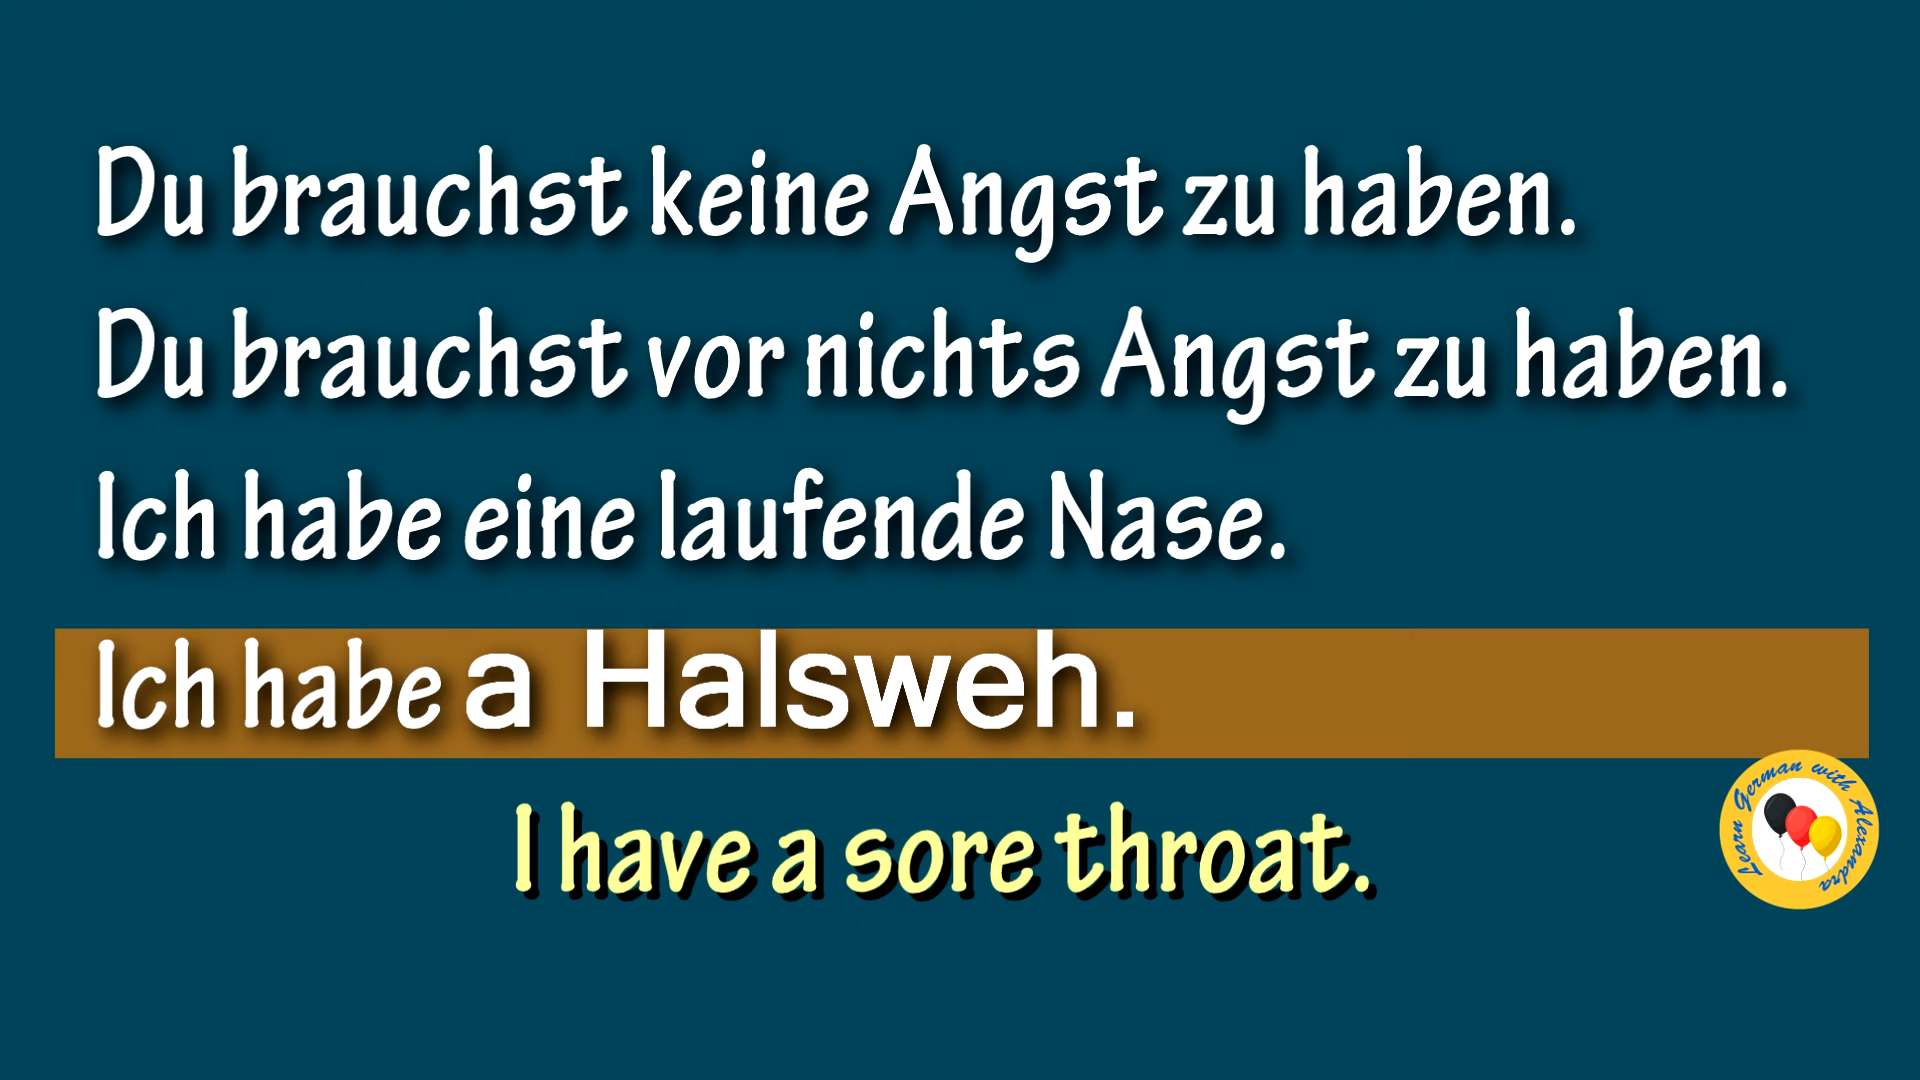 Du brauchst keine Angst zu haben.
Du brauchst vor nichts Angst zu haben.
Ich habe eine laufende Nase.
Ich habe a Halsweh.
I have a sore throat.
Learn German with Alexandra